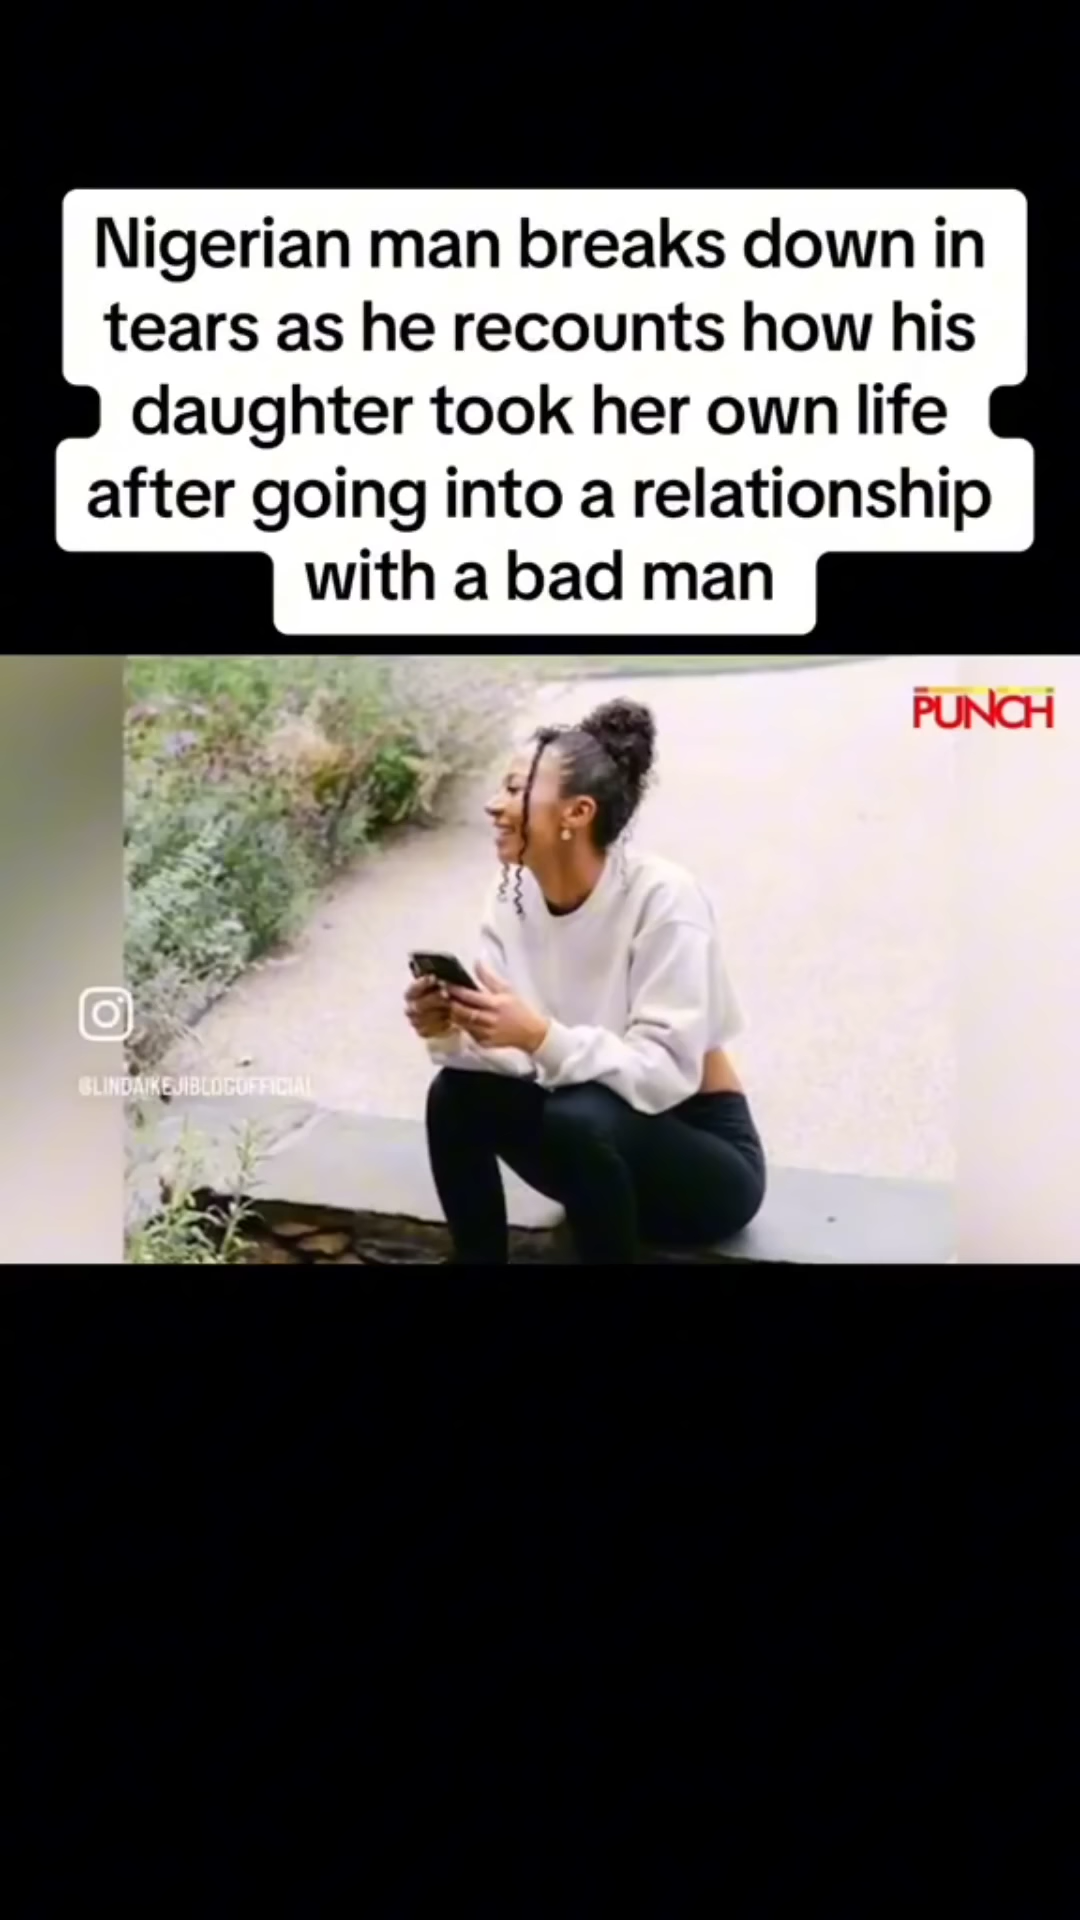 Nigerian man breaks down in
tears as he recounts how his
daughter took her own life
after going into a relationship
with a bad man
PUNCH
@LINDAIKEJIBLOGOFFICIAL